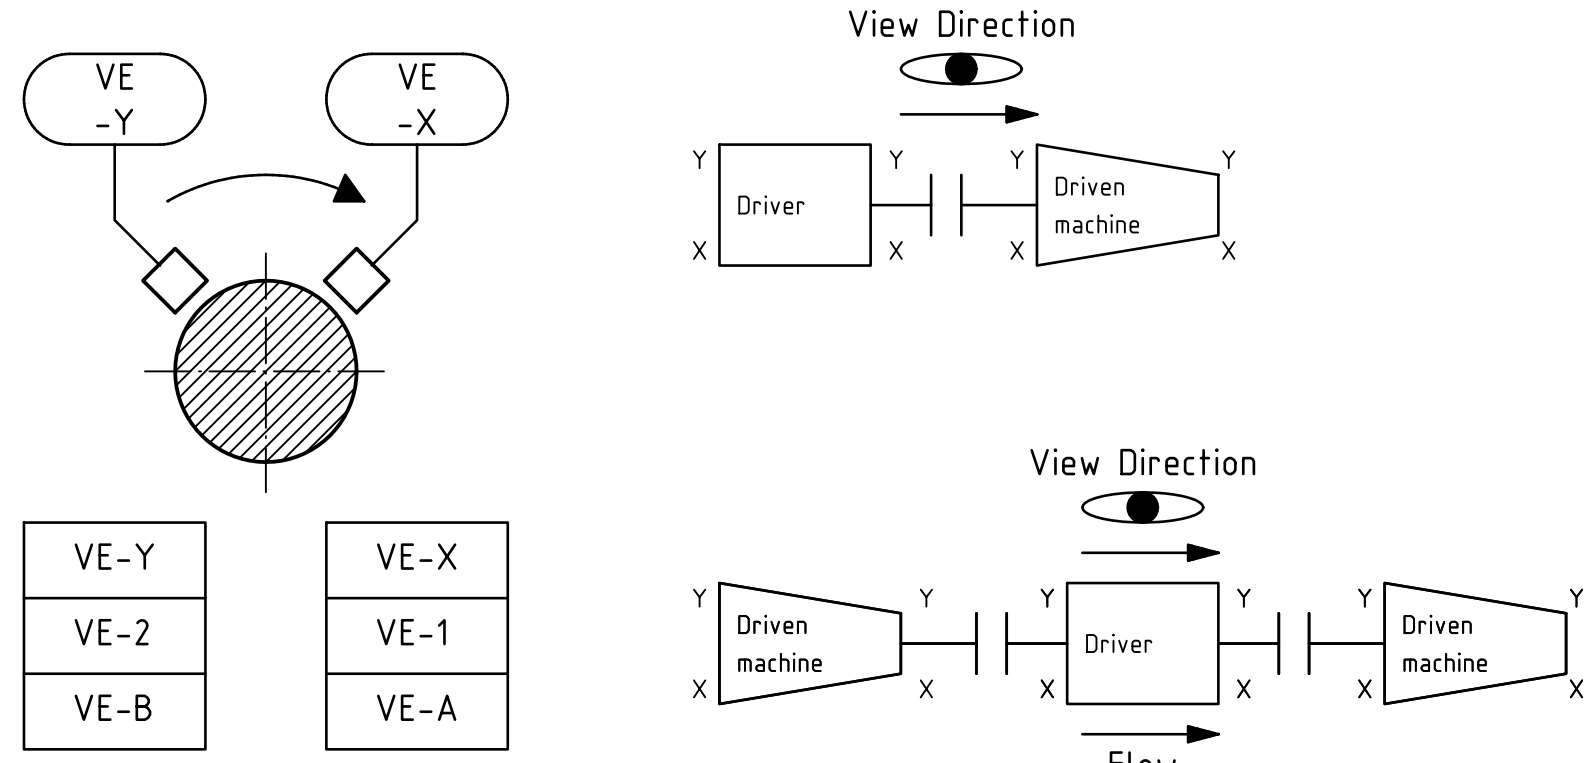 VE
-Y
VE
-X
VE-Y
VE-2
VE-B
VE-X
VE-1
VE-A
View Direction
Y
Y
Y
Y
Driver
Driven
machine
X
X
X
X
View Direction
Y
Y
Y
Y
Y
Driven
machine
Driver
Driven
machine
X
X
X
X
X
X
Flow